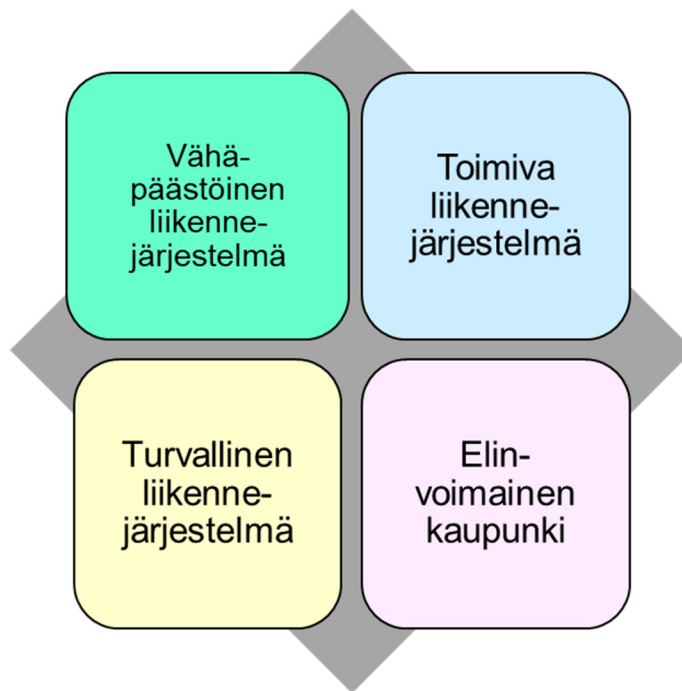 Vähä-
päästöinen
liikenne-
järjestelmä
Toimiva
liikenne-
järjestelmä
Turvallinen
liikenne-
järjestelmä
Elin-
voimainen
kaupunki